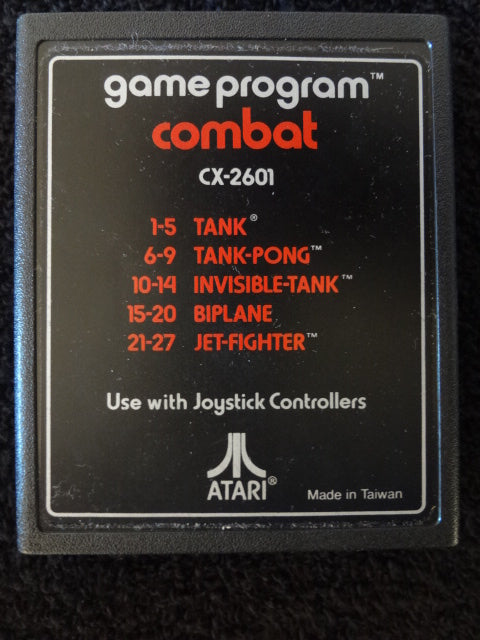 game program™
combat
CX-2601
1-5 TANK®
6-9 TANK-PONG™
10-14 INVISIBLE-TANK™
15-20 BIPLANE
21-27 JET-FIGHTER™
Use with Joystick Controllers
ATARI®
Made in Taiwan